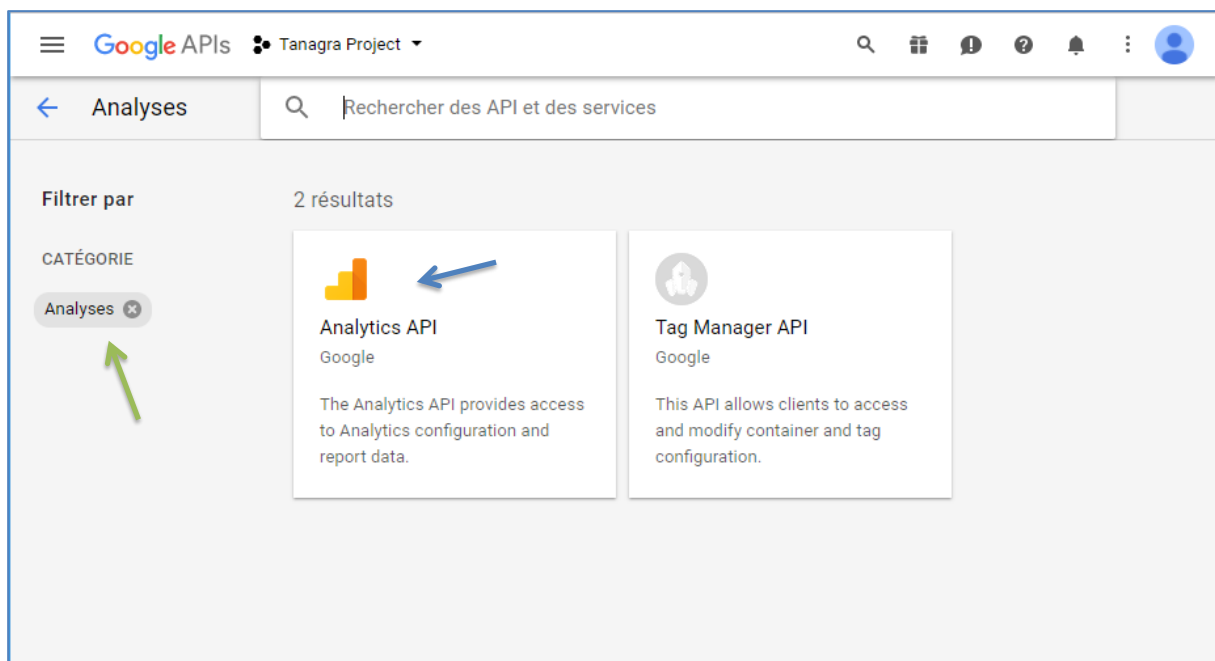 Google APIs Tanagra Project
Analyses
Rechercher des API et des services
Filtrer par
CATÉGORIE
Analyses
2 résultats
Analytics API
Google
The Analytics API provides access
to Analytics configuration and
report data.
Tag Manager API
Google
This API allows clients to access
and modify container and tag
configuration.